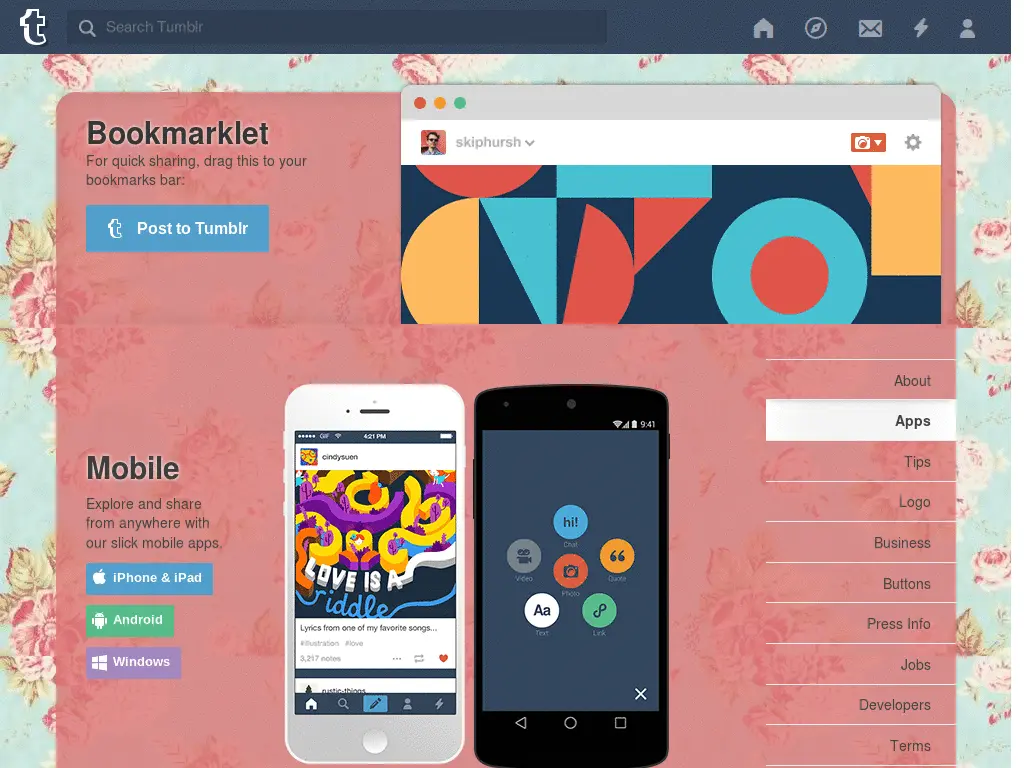 Search Tumblr
Bookmarklet
For quick sharing, drag this to your
bookmarks bar:
Post to Tumblr
skiphursh
About
Apps
Tips
Logo
Business
Buttons
Press Info
Jobs
Developers
Terms
Mobile
Explore and share
from anywhere with
our slick mobile apps.
iPhone & iPad
Android
Windows
GIF 4:21 PM
cindysuen
LOVE IS A
riddle
Lyrics from one of my favorite songs...
#illustration #love
3,217 notes
rustic-things
9:41
hi!
Chat
Video
Quote
Photo
Aa
Text
Link